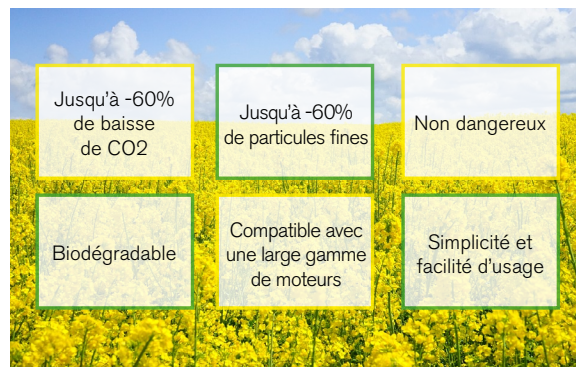 Jusqu'à -60%
de baisse
de CO2
Jusqu'à -60%
de particules fines
Non dangereux
Biodégradable
Compatible avec
une large gamme
de moteurs
Simplicité et
facilité d'usage